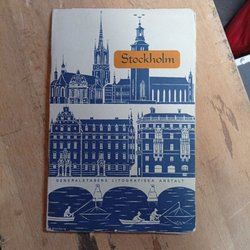 Stockholm
GENERALSTABENS LITOGRAFISKA ANSTALT